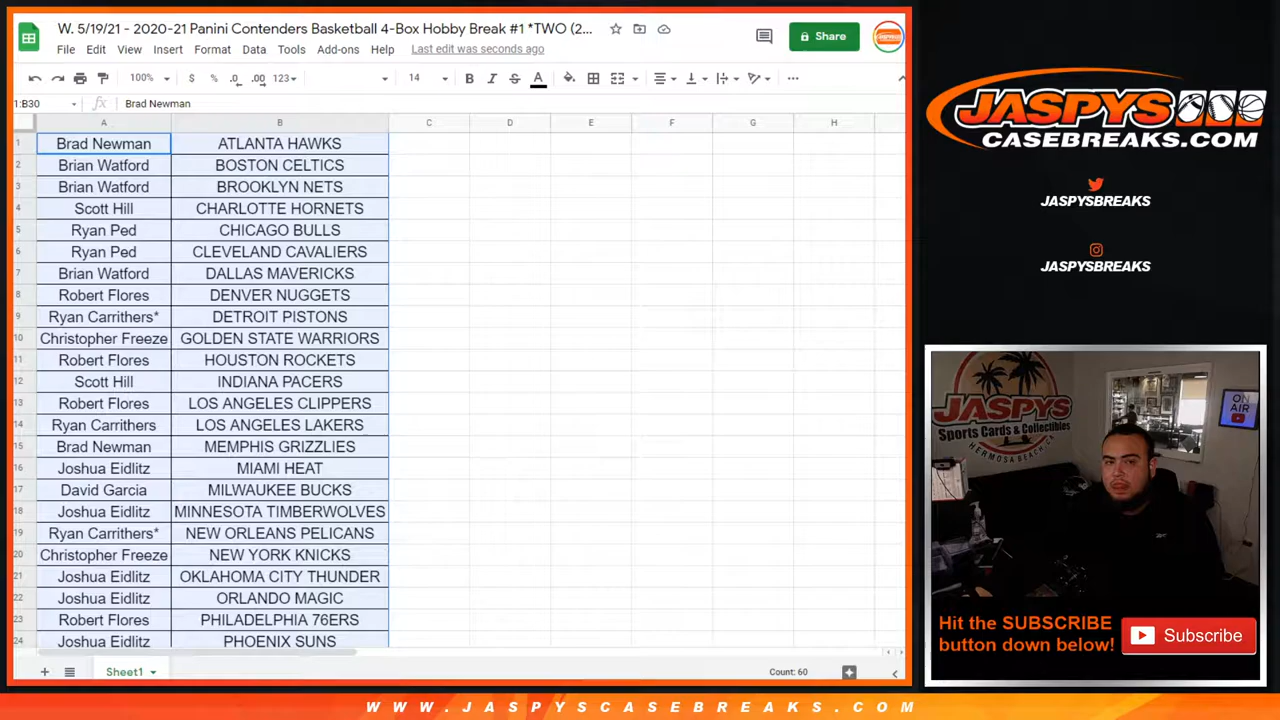 W. 5/19/21 - 2020-21 Panini Contenders Basketball 4-Box Hobby Break #1 *TWO (2...
Share
File Edit View Insert Format Data Tools Add-ons Help Last edit was seconds ago
100% $ % .0 .00 123 14 B I S A
1:B30 fx Brad Newman
A B C D E F G H
1 Brad Newman ATLANTA HAWKS
2 Brian Watford BOSTON CELTICS
3 Brian Watford BROOKLYN NETS
4 Scott Hill CHARLOTTE HORNETS
5 Ryan Ped CHICAGO BULLS
6 Ryan Ped CLEVELAND CAVALIERS
7 Brian Watford DALLAS MAVERICKS
8 Robert Flores DENVER NUGGETS
9 Ryan Carrithers* DETROIT PISTONS
10 Christopher Freeze GOLDEN STATE WARRIORS
11 Robert Flores HOUSTON ROCKETS
12 Scott Hill INDIANA PACERS
13 Robert Flores LOS ANGELES CLIPPERS
14 Ryan Carrithers LOS ANGELES LAKERS
15 Brad Newman MEMPHIS GRIZZLIES
16 Joshua Eidlitz MIAMI HEAT
17 David Garcia MILWAUKEE BUCKS
18 Joshua Eidlitz MINNESOTA TIMBERWOLVES
19 Ryan Carrithers* NEW ORLEANS PELICANS
20 Christopher Freeze NEW YORK KNICKS
21 Joshua Eidlitz OKLAHOMA CITY THUNDER
22 Joshua Eidlitz ORLANDO MAGIC
23 Robert Flores PHILADELPHIA 76ERS
24 Joshua Eidlitz PHOENIX SUNS
Sheet1 Count: 60
JASPYS
CASEBREAKS.COM
JASPYSBREAKS
JASPYSBREAKS
JASPYS
Sports Cards & Collectibles
HERMOSA BEACH CA
ON
AIR
Hit the SUBSCRIBE
button down below!
Subscribe
WWW.JASPYSCASEBREAKS.COM